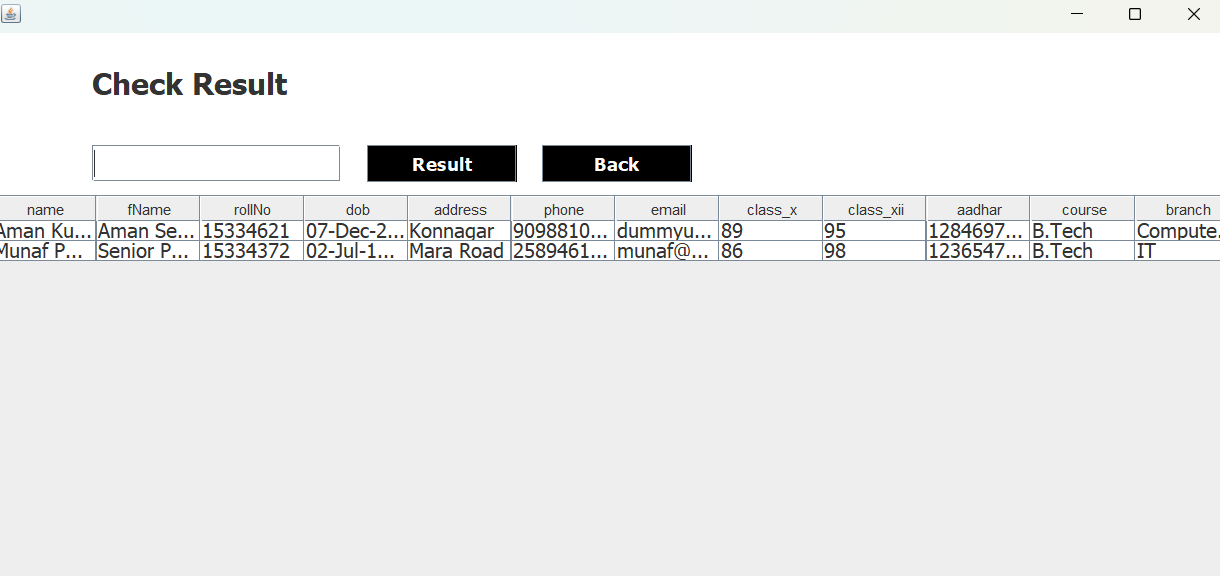 Check Result
Result Back
name fName rollNo dob address phone email class_x class_xii aadhar course branch
Aman Ku... Aman Se... 15334621 07-Dec-2... Konnagar 9098810... dummyu... 89 95 1284697... B.Tech Compute.
Munaf P... Senior P... 15334372 02-Jul-1... Mara Road 2589461... munaf@... 86 98 1236547... B.Tech IT